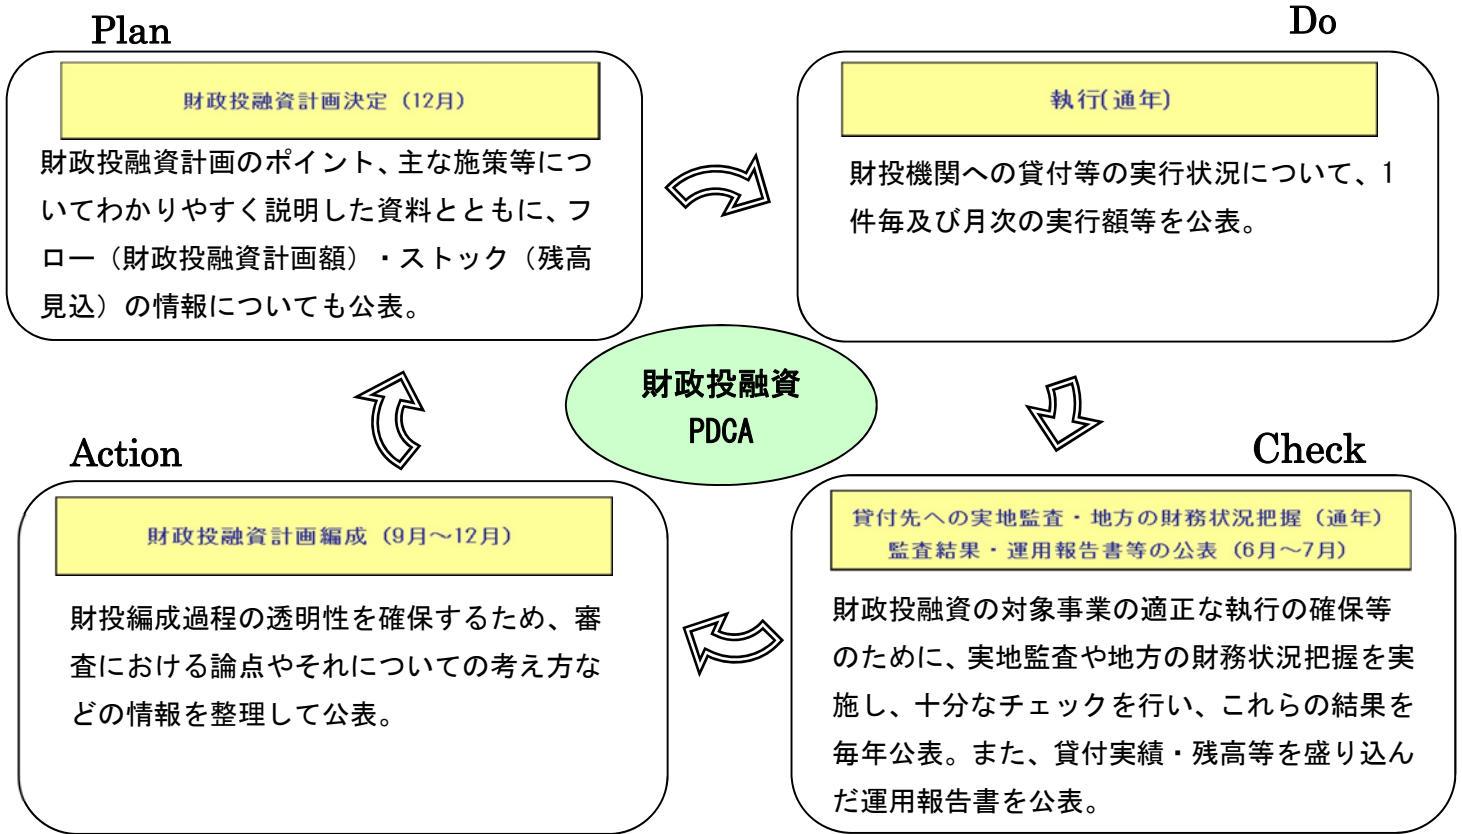 Plan
財政投融資計画決定（12月）
財政投融資計画のポイント、主な施策等につ
いてわかりやすく説明した資料とともに、フ
ロー（財政投融資計画額）・ストック（残高
見込）の情報についても公表。
Do
執行(通年)
財投機関への貸付等の実行状況について、1
件毎及び月次の実行額等を公表。
財政投融資
PDCA
Action
財政投融資計画編成（9月～12月）
財投編成過程の透明性を確保するため、審
査における論点やそれについての考え方な
どの情報を整理して公表。
Check
貸付先への実地監査・地方の財務状況把握（通年）
監査結果・運用報告書等の公表（6月～7月）
財政投融資の対象事業の適正な執行の確保等
のために、実地監査や地方の財務状況把握を実
施し、十分なチェックを行い、これらの結果を
毎年公表。また、貸付実績・残高等を盛り込ん
だ運用報告書を公表。